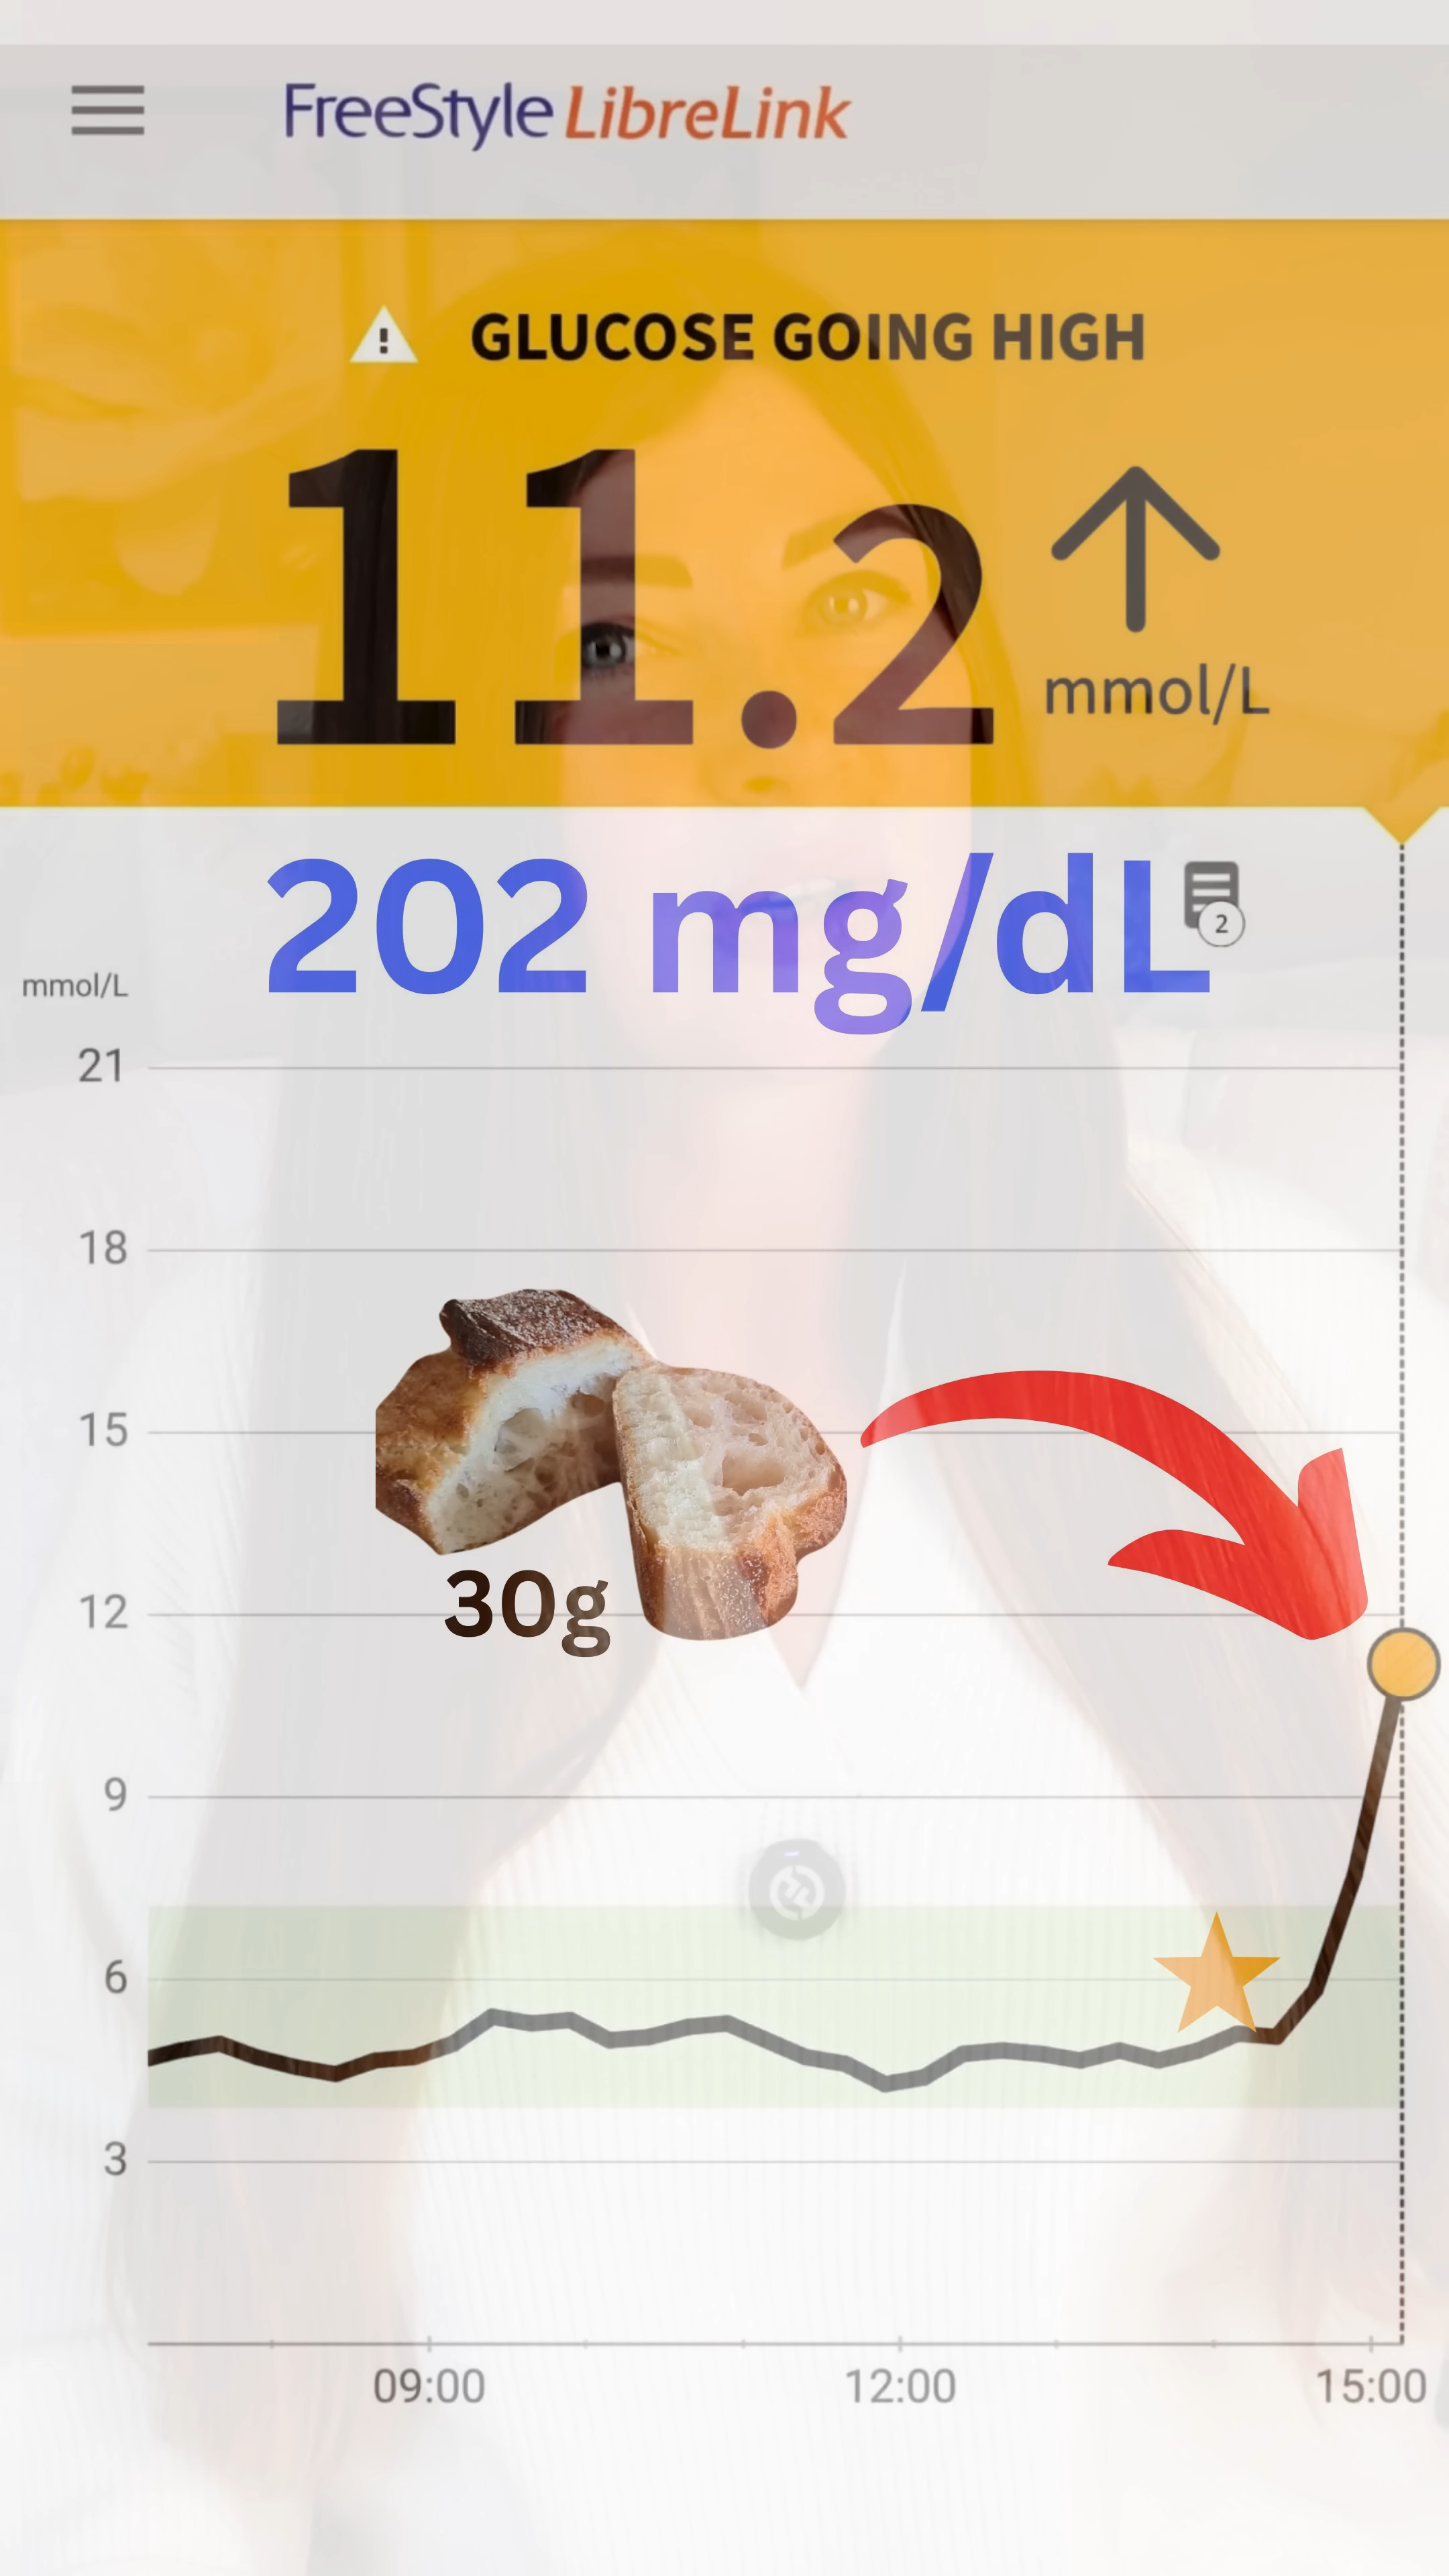 FreeStyle LibreLink
! GLUCOSE GOING HIGH
11.2
mmol/L
202 mg/dL
2
mmol/L
21
18
15
30g
12
9
6
3
09:00 12:00 15:00